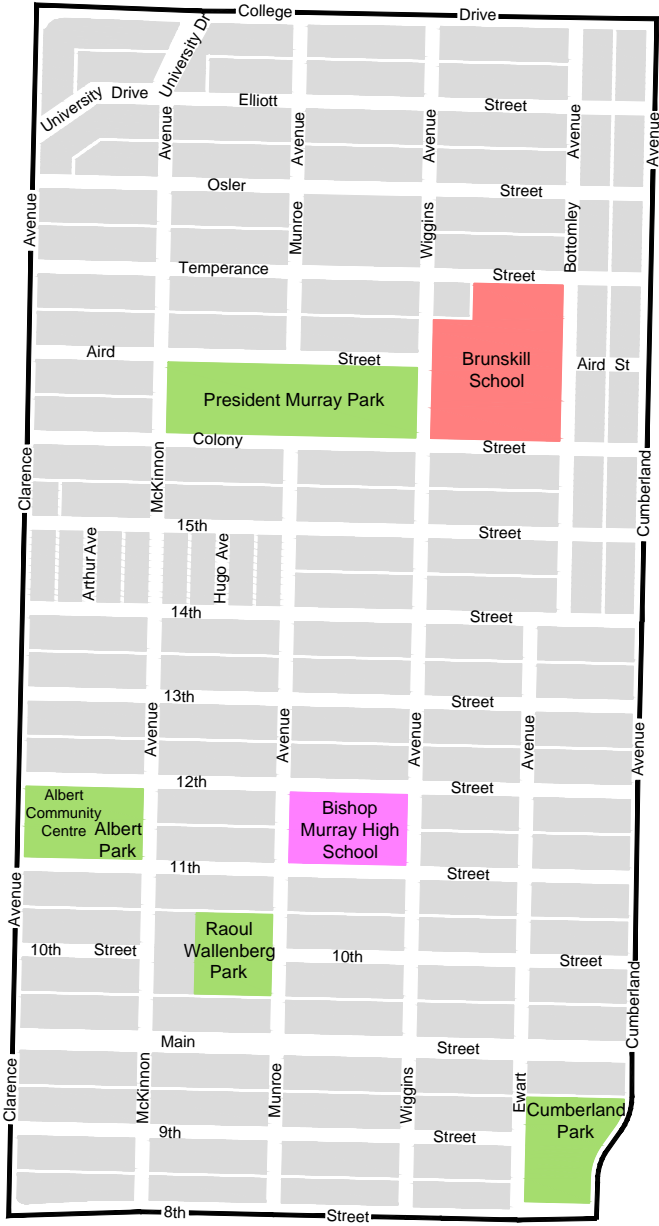 College
Drive
University Dr
University
Drive
Elliott
Street
Avenue
Avenue
Avenue
Avenue
Avenue
Osler
Street
Avenue
Munroe
Wiggins
Bottomley
Temperance
Street
Aird
Street
Brunskill
School
Aird
St
President Murray Park
Colony
Street
Clarence
McKinnon
Cumberland
15th
Street
Arthur Ave
Hugo Ave
14th
Street
13th
Street
Avenue
Avenue
Avenue
Avenue
Avenue
12th
Street
Albert
Community
Centre
Albert
Park
Bishop
Murray High
School
11th
Street
Avenue
Raoul
Wallenberg
Park
10th
Street
10th
Street
Cumberland
Main
Street
Clarence
McKinnon
Munroe
Wiggins
Ewart
Cumberland
Park
9th
Street
8th
Street